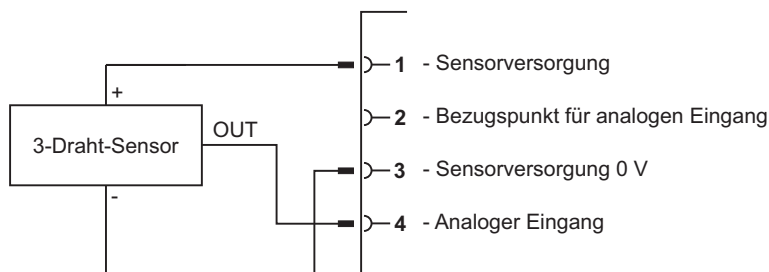 1 - Sensorversorgung
+
2 - Bezugspunkt für analogen Eingang
OUT
3-Draht-Sensor
3 - Sensorversorgung 0 V
-
4 - Analoger Eingang